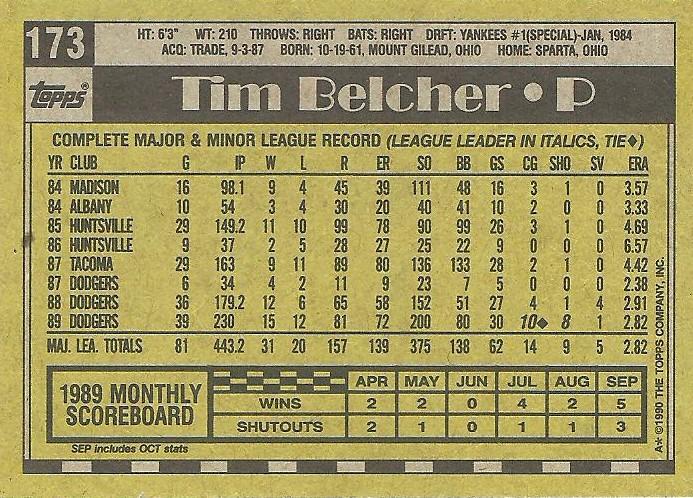 173
HT: 6'3" WT: 210 THROWS: RIGHT BATS: RIGHT DRFT: YANKEES #1(SPECIAL)-JAN, 1984
ACQ: TRADE, 9-3-87 BORN: 10-19-61, MOUNT GILEAD, OHIO HOME: SPARTA, OHIO
topps®
Tim Belcher • P
COMPLETE MAJOR & MINOR LEAGUE RECORD (LEAGUE LEADER IN ITALICS, TIE♦)
YR CLUB G IP W L R ER SO BB GS CG SHO SV ERA
84 MADISON 16 98.1 9 4 45 39 111 48 16 3 1 0 3.57
84 ALBANY 10 54 3 4 30 20 40 41 10 2 0 0 3.33
85 HUNTSVILLE 29 149.2 11 10 99 78 90 99 26 3 1 0 4.69
86 HUNTSVILLE 9 37 2 5 28 27 25 22 9 0 0 0 6.57
87 TACOMA 29 163 9 11 89 80 136 133 28 2 1 0 4.42
87 DODGERS 6 34 4 2 11 9 23 7 5 0 0 0 2.38
88 DODGERS 36 179.2 12 6 65 58 152 51 27 4 1 4 2.91
89 DODGERS 39 230 15 12 81 72 200 80 30 10♦ 8 1 2.82
MAJ. LEA. TOTALS 81 443.2 31 20 157 139 375 138 62 14 9 5 2.82
1989 MONTHLY
SCOREBOARD
APR MAY JUN JUL AUG SEP
WINS 2 2 0 4 2 5
SHUTOUTS 2 1 0 1 1 3
SEP includes OCT stats
A* ©1990 THE TOPPS COMPANY, INC.